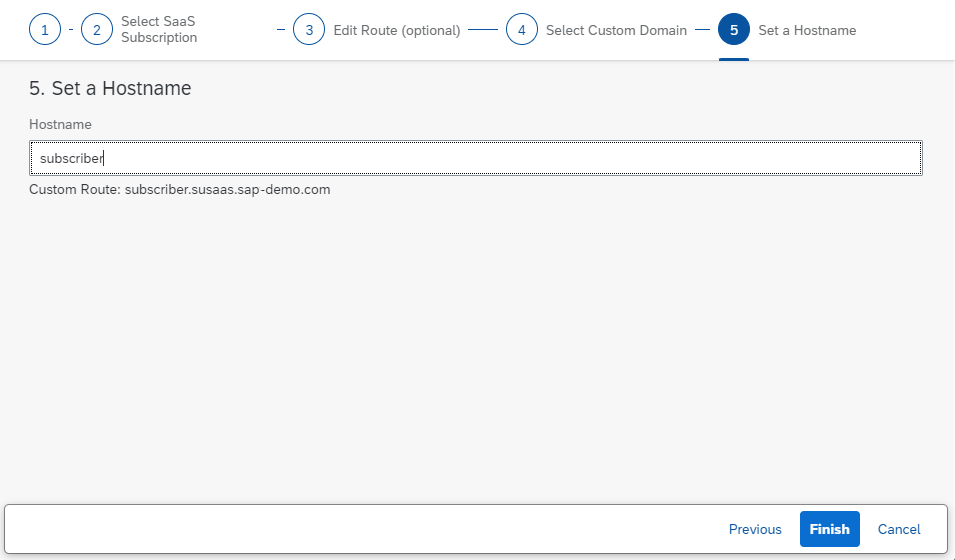 1 - 2 Select SaaS Subscription – 3 Edit Route (optional) — 4 Select Custom Domain — 5 Set a Hostname
5. Set a Hostname
Hostname
subscriber
Custom Route: subscriber.susaas.sap-demo.com
Previous Finish Cancel